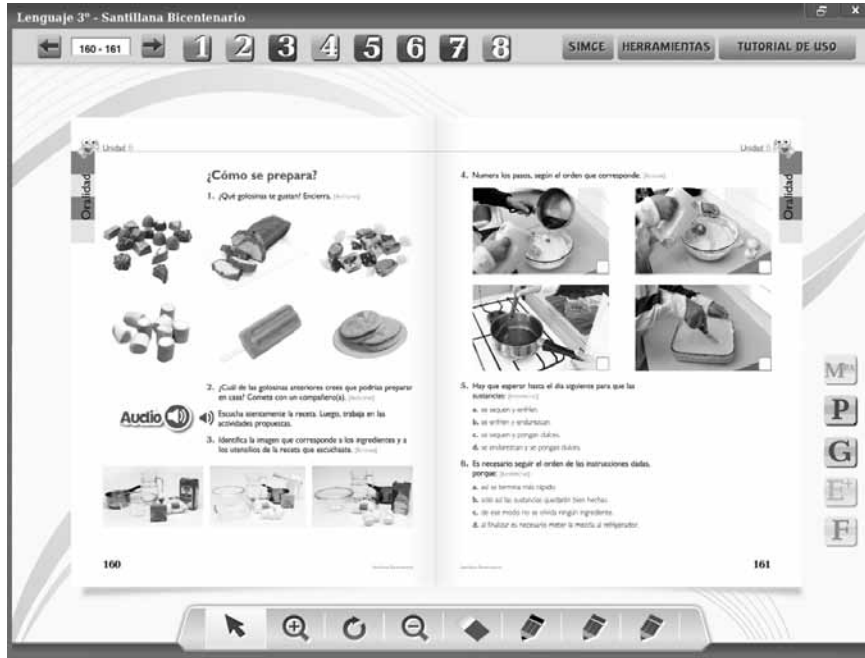 Lenguaje 3º - Santillana Bicentenario
160 - 161
1 2 3 4 5 6 7 8
SIMCE
HERRAMIENTAS
TUTORIAL DE USO
Unidad 8
Oralidad
¿Cómo se prepara?
1. ¿Qué golosinas te gustan? Encierra.
2. ¿Cuál de las golosinas anteriores crees que podrías preparar
en casa? Comenta con un compañero(a).
Audio
Escucha atentamente la receta. Luego, trabaja en las
actividades propuestas.
3. Identifica la imagen que corresponde a los ingredientes y a
los utensilios de la receta que escuchaste.
160
Unidad 8
Oralidad
4. Numera los pasos, según el orden que corresponde.
5. Hay que esperar hasta el día siguiente para que las
sustancias:
a. se sequen y enfríen.
b. se enfríen y endurezcan.
c. se sequen y pongan dulces.
d. se endurezcan y se pongan dulces.
6. Es necesario seguir el orden de las instrucciones dadas,
porque:
a. así se termina más rápido.
b. solo así las sustancias quedarán bien hechas.
c. de ese modo no se olvida ningún ingrediente.
d. al finalizar es necesario meter la mezcla al refrigerador.
161
P
G
E+
F